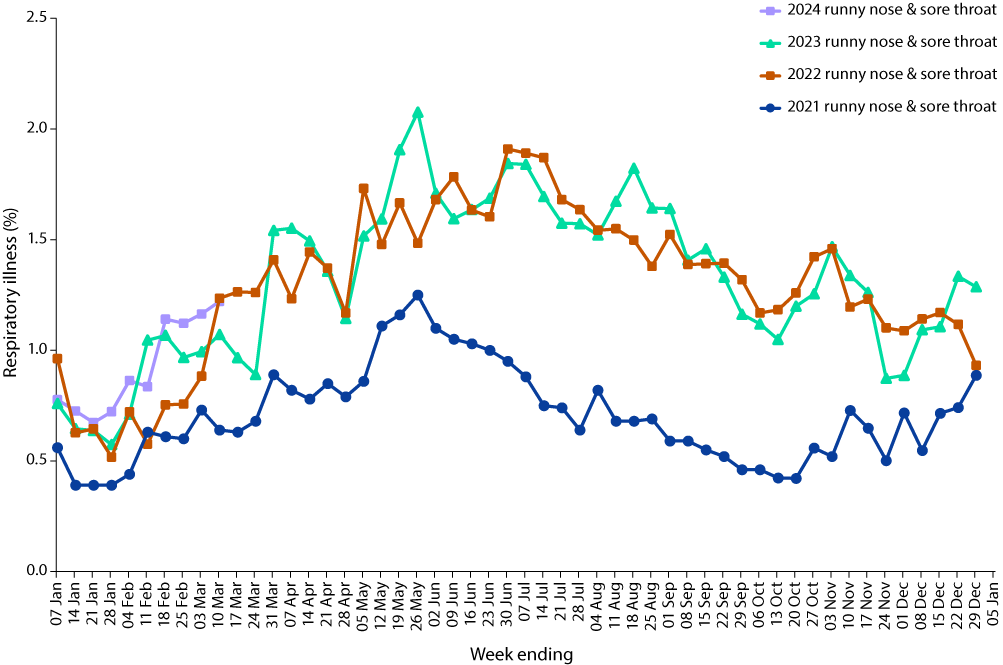 2.5
2.0
1.5
1.0
0.5
0.0
Respiratory illness (%)
2024 runny nose & sore throat
2023 runny nose & sore throat
2022 runny nose & sore throat
2021 runny nose & sore throat
07 Jan
14 Jan
21 Jan
28 Jan
04 Feb
11 Feb
18 Feb
25 Feb
03 Mar
10 Mar
17 Mar
24 Mar
31 Mar
07 Apr
14 Apr
21 Apr
28 Apr
05 May
12 May
19 May
26 May
02 Jun
09 Jun
16 Jun
23 Jun
30 Jun
07 Jul
14 Jul
21 Jul
28 Jul
04 Aug
11 Aug
18 Aug
25 Aug
01 Sep
08 Sep
15 Sep
22 Sep
29 Sep
06 Oct
13 Oct
20 Oct
27 Oct
03 Nov
10 Nov
17 Nov
24 Nov
01 Dec
08 Dec
15 Dec
22 Dec
29 Dec
05 Jan
Week ending